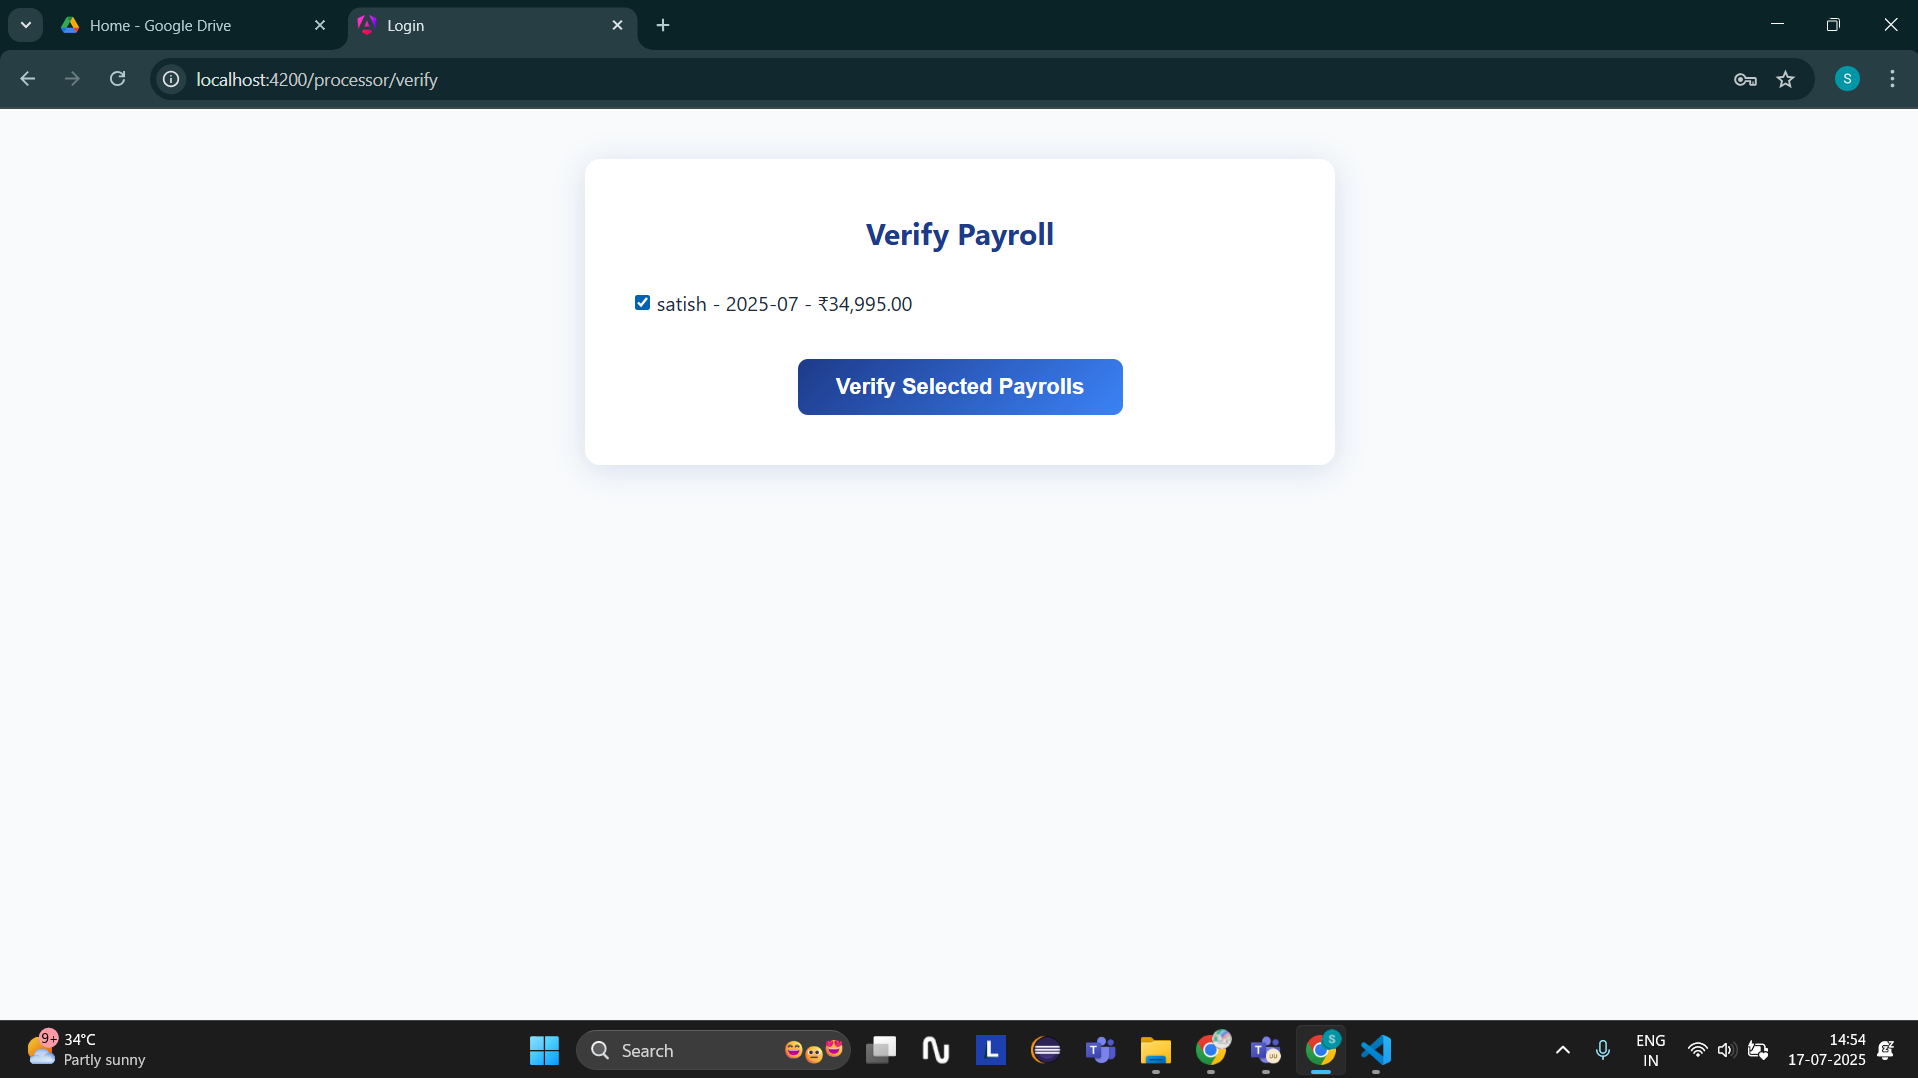 Home - Google Drive
Login
localhost:4200/processor/verify
S
Verify Payroll
satish - 2025-07 - ₹34,995.00
Verify Selected Payrolls
9+
34°C
Partly sunny
Search
L
T
T
UU
S
ENG
IN
14:54
17-07-2025